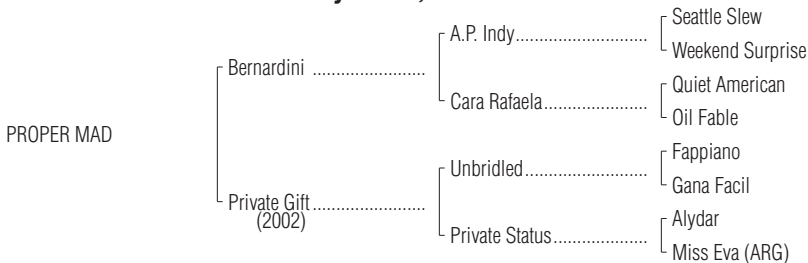 PROPER MAD
Bernardini ........................
Private Gift ........................
(2002)
A.P. Indy............................
Cara Rafaela......................
Unbridled...........................
Private Status....................
Seattle Slew
Weekend Surprise
Quiet American
Oil Fable
Fappiano
Gana Facil
Alydar
Miss Eva (ARG)